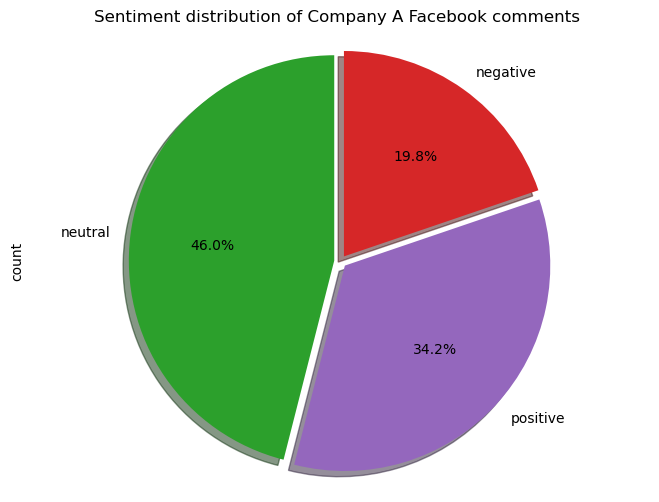 Sentiment distribution of Company A Facebook comments
negative
19.8%
neutral
46.0%
count
34.2%
positive